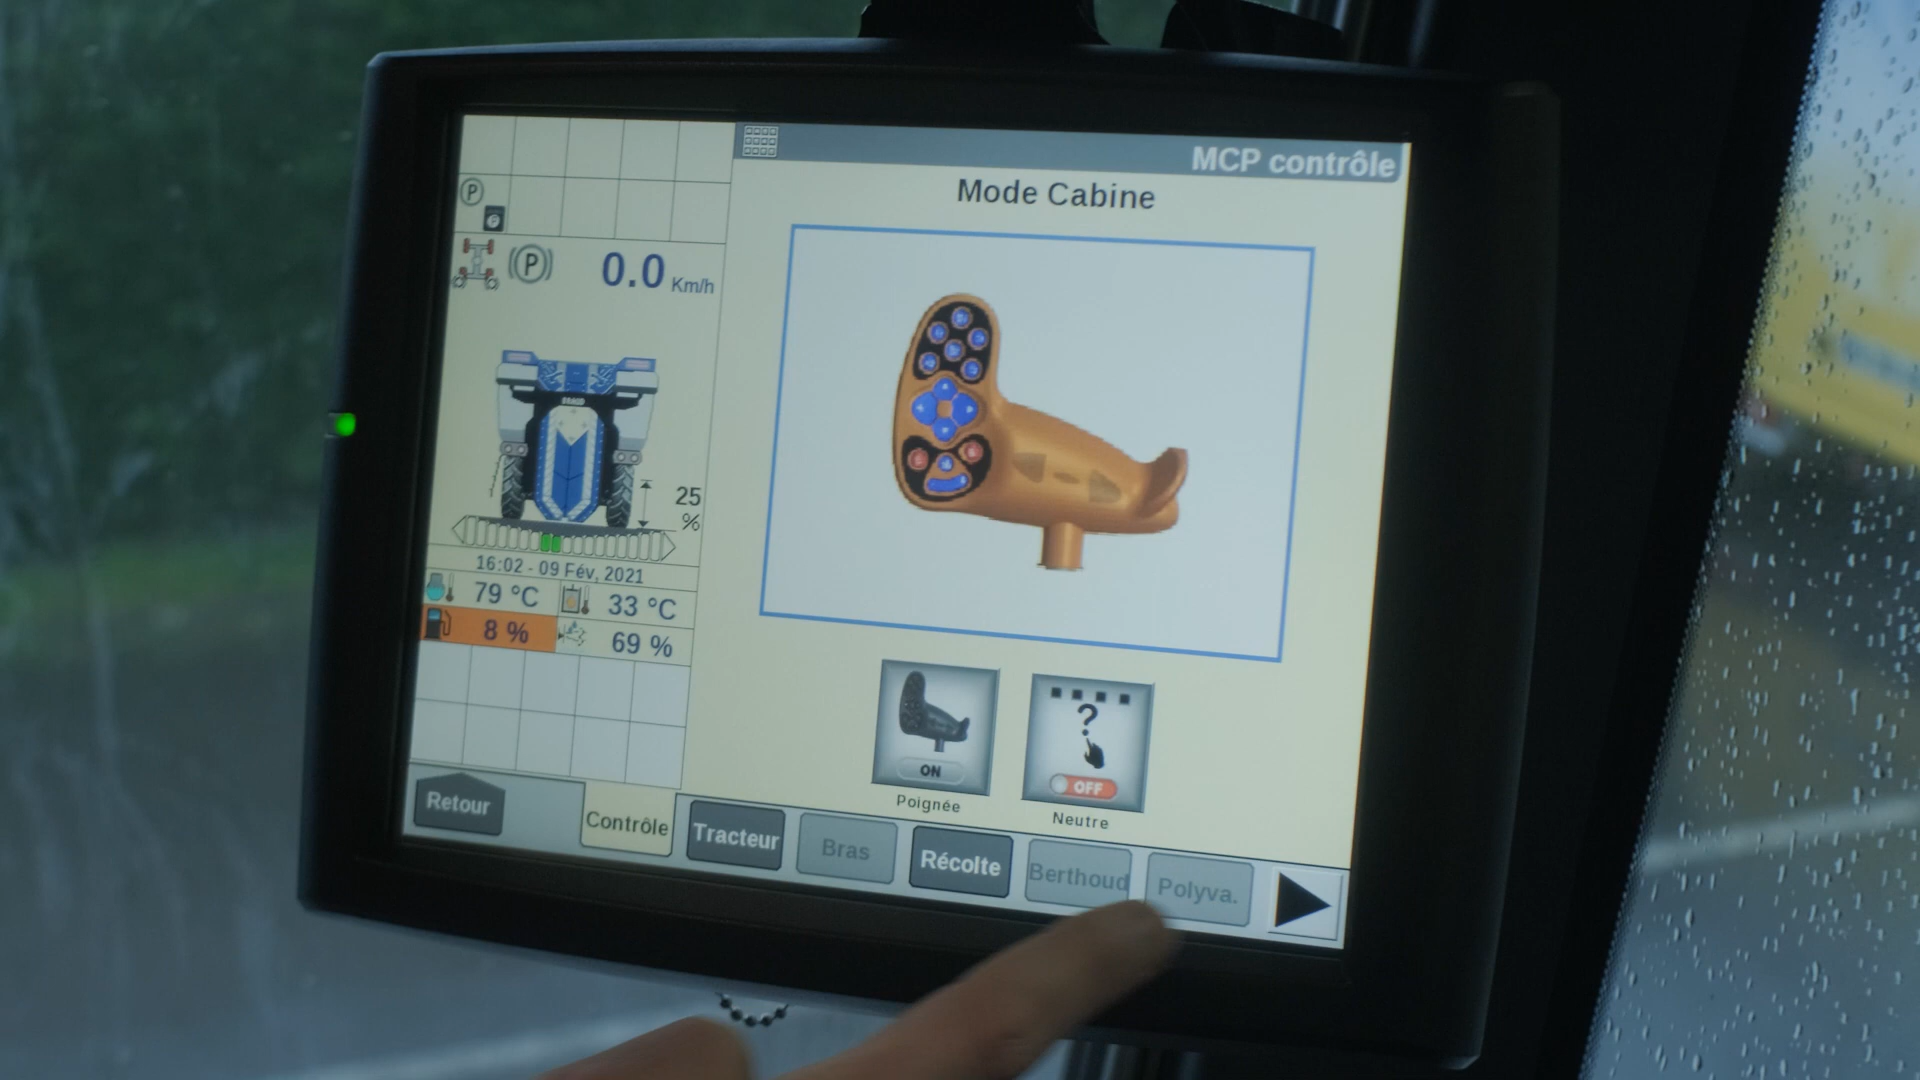 MCP contrôle
Mode Cabine
P
P
0.0 Km/h
BRAUD
25
%
16:02 - 09 Fév, 2021
79 °C
33 °C
8 %
69 %
ON
Poignée
?
OFF
Neutre
Retour
Contrôle
Tracteur
Bras
Récolte
Berthoud
Polyva.